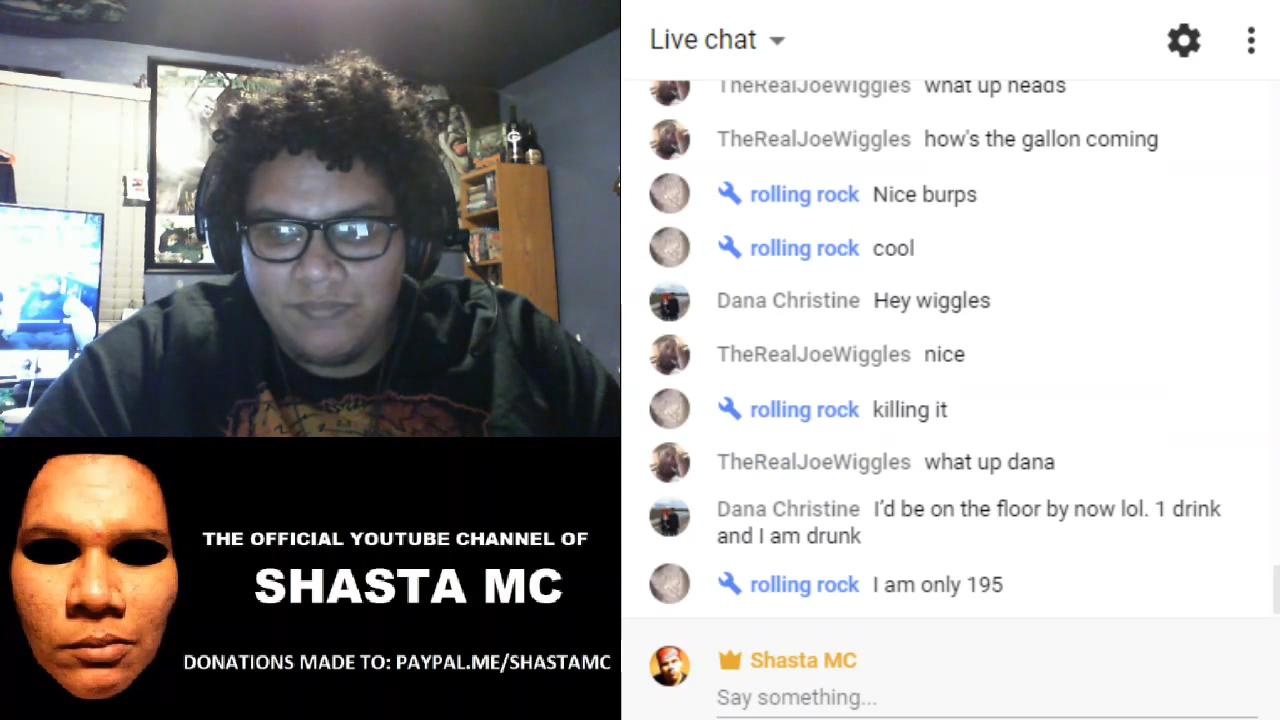 Live chat
TheRealJoeWiggles what up heads
TheRealJoeWiggles how's the gallon coming
rolling rock Nice burps
rolling rock cool
Dana Christine Hey wiggles
TheRealJoeWiggles nice
rolling rock killing it
TheRealJoeWiggles what up dana
Dana Christine I'd be on the floor by now lol. 1 drink
and I am drunk
rolling rock I am only 195
Shasta MC
Say something...
THE OFFICIAL YOUTUBE CHANNEL OF
SHASTA MC
DONATIONS MADE TO: PAYPAL.ME/SHASTAMC